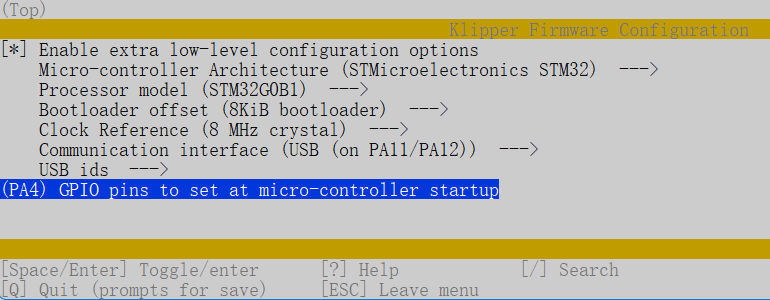 (Top)
Klipper Firmware Configuration
[*] Enable extra low-level configuration options
Micro-controller Architecture (STMicroelectronics STM32) --->
Processor model (STM32G0B1) --->
Bootloader offset (8KiB bootloader) --->
Clock Reference (8 MHz crystal) --->
Communication interface (USB (on PA11/PA12)) --->
USB ids --->
(PA4) GPIO pins to set at micro-controller startup
[Space/Enter] Toggle/enter [?] Help [/] Search
[Q] Quit (prompts for save) [ESC] Leave menu